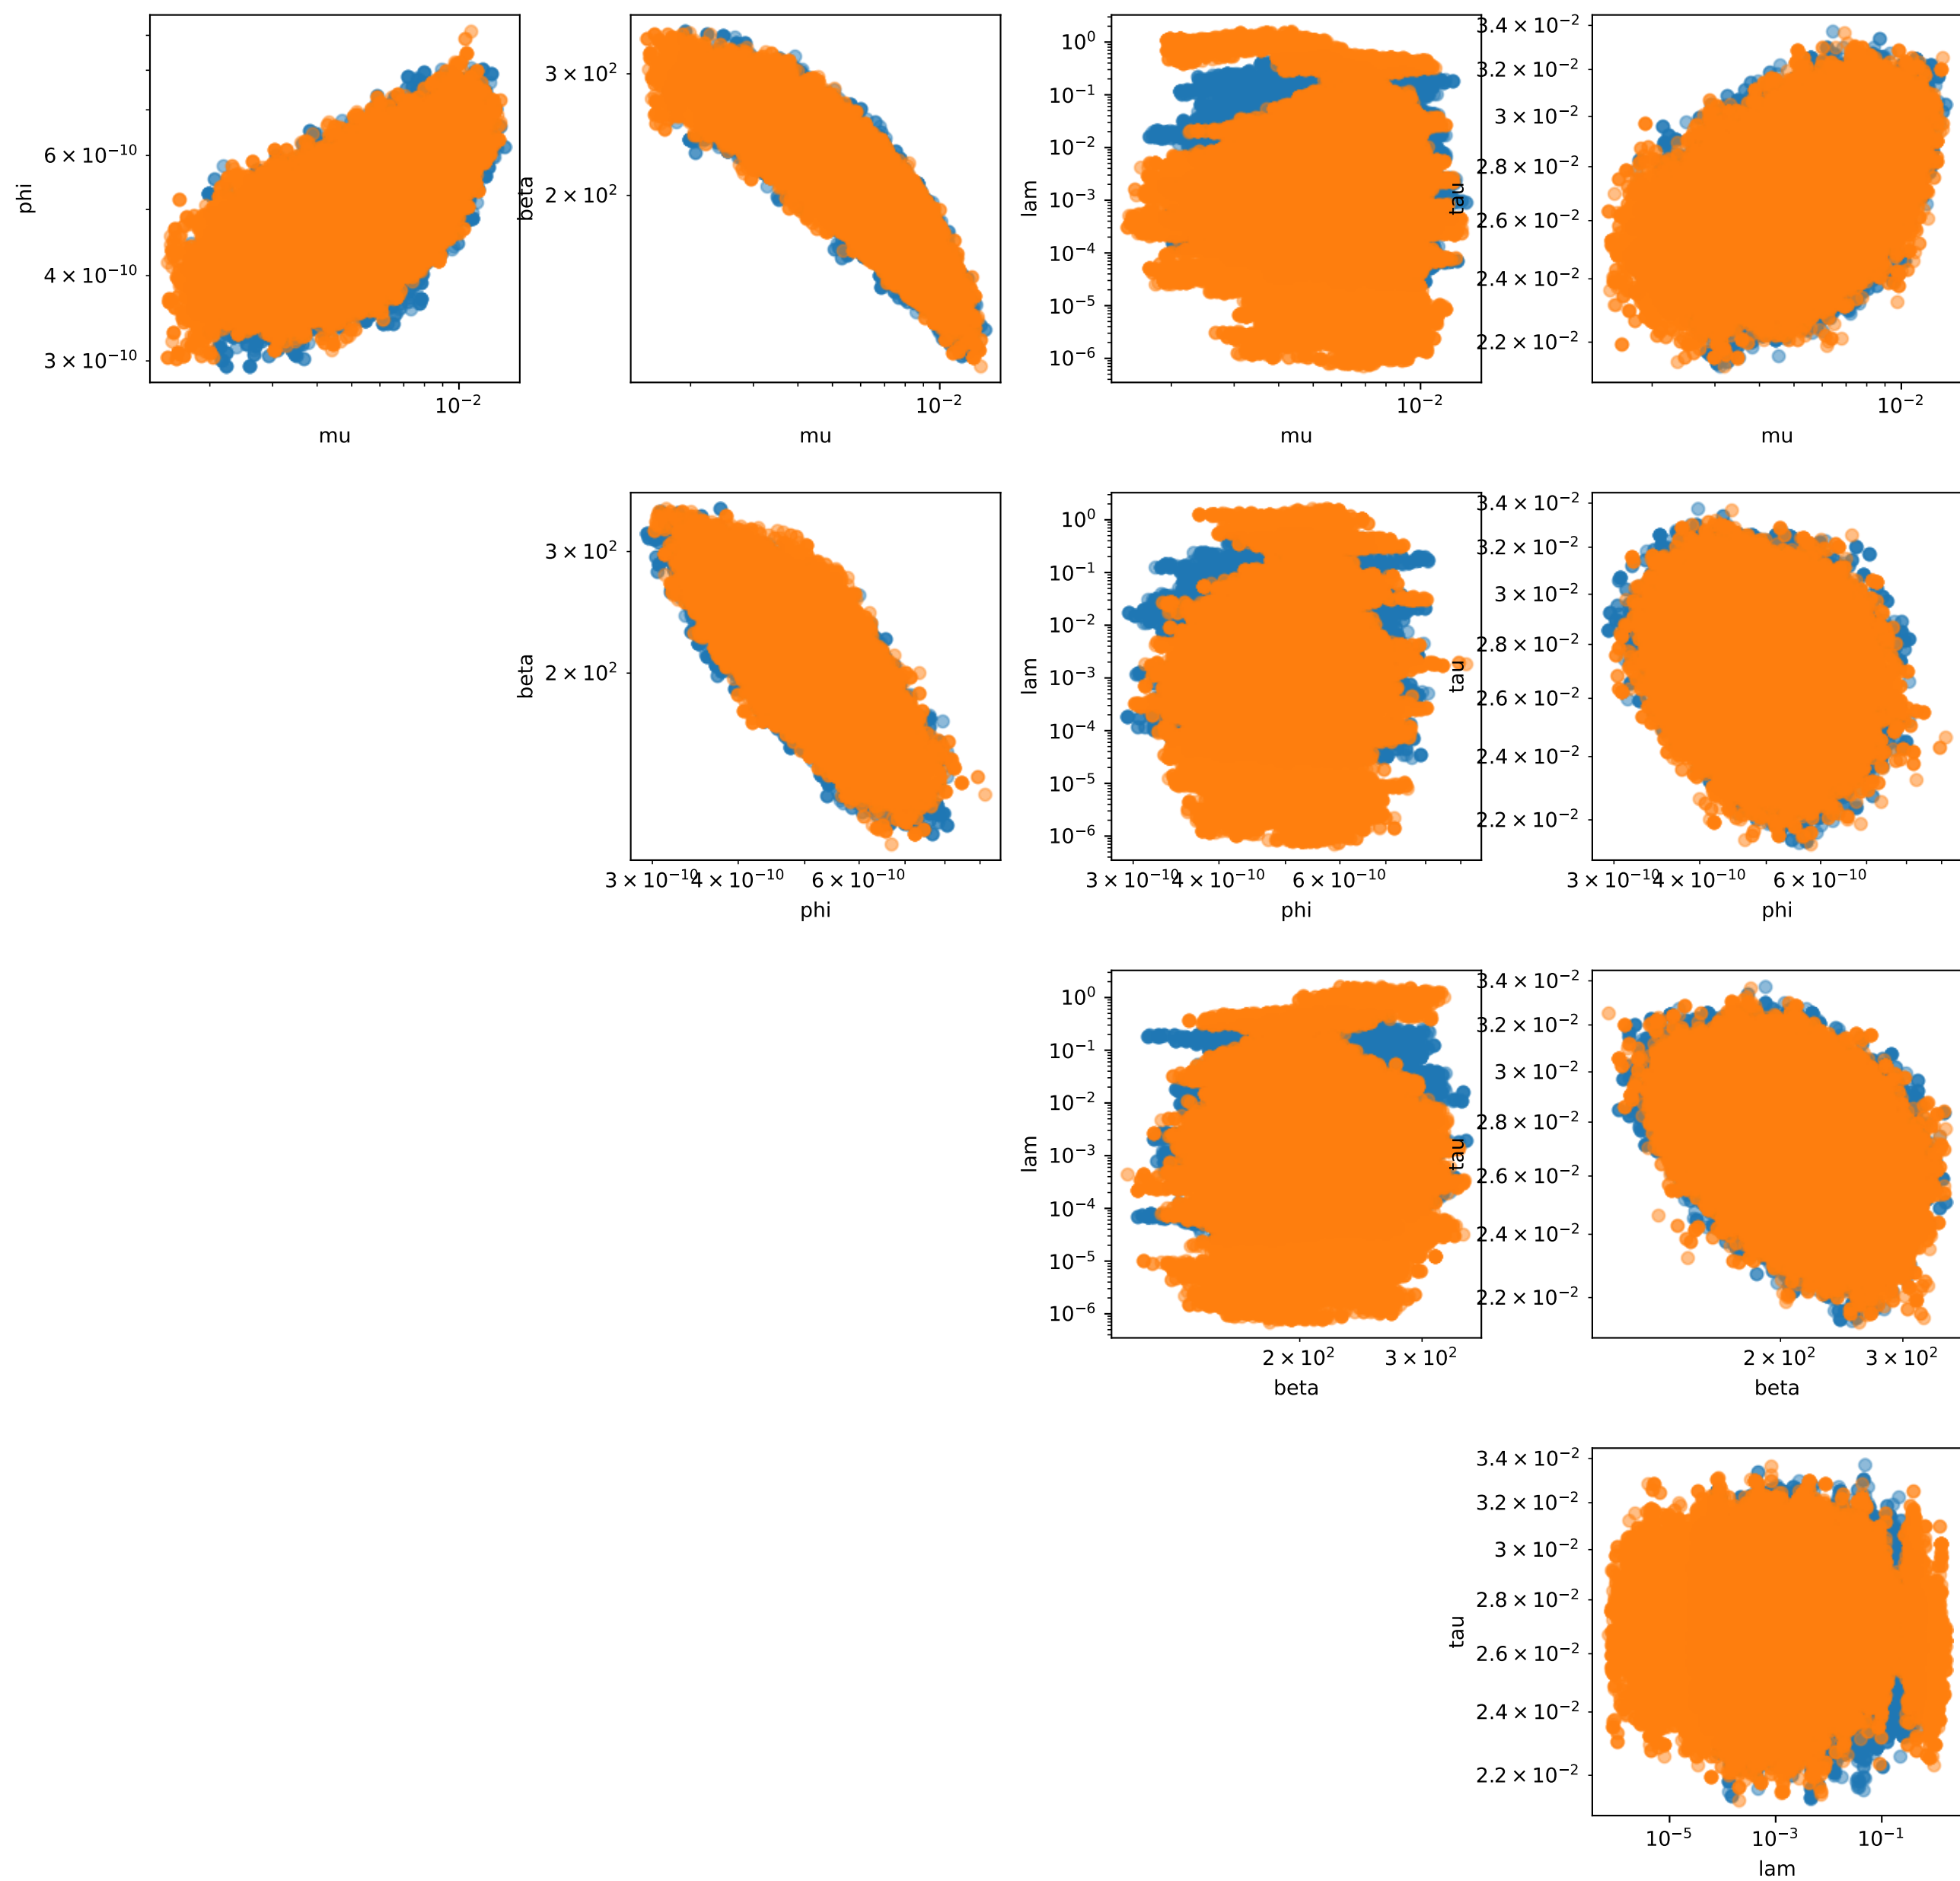 phi
6 × 10⁻¹⁰
4 × 10⁻¹⁰
3 × 10⁻¹⁰
10⁻²
mu
beta
3 × 10²
2 × 10²
10⁻²
mu
lam
10⁰
10⁻¹
10⁻²
10⁻³
10⁻⁴
10⁻⁵
10⁻⁶
10⁻²
mu
tau
3.4 × 10⁻²
3.2 × 10⁻²
3 × 10⁻²
2.8 × 10⁻²
2.6 × 10⁻²
2.4 × 10⁻²
2.2 × 10⁻²
10⁻²
mu
beta
3 × 10²
2 × 10²
3 × 10⁻¹⁰ 4 × 10⁻¹⁰ 6 × 10⁻¹⁰
phi
lam
10⁰
10⁻¹
10⁻²
10⁻³
10⁻⁴
10⁻⁵
10⁻⁶
3 × 10⁻¹⁰ 4 × 10⁻¹⁰ 6 × 10⁻¹⁰
phi
tau
3.4 × 10⁻²
3.2 × 10⁻²
3 × 10⁻²
2.8 × 10⁻²
2.6 × 10⁻²
2.4 × 10⁻²
2.2 × 10⁻²
3 × 10⁻¹⁰ 4 × 10⁻¹⁰ 6 × 10⁻¹⁰
phi
lam
10⁰
10⁻¹
10⁻²
10⁻³
10⁻⁴
10⁻⁵
10⁻⁶
2 × 10² 3 × 10²
beta
tau
3.4 × 10⁻²
3.2 × 10⁻²
3 × 10⁻²
2.8 × 10⁻²
2.6 × 10⁻²
2.4 × 10⁻²
2.2 × 10⁻²
2 × 10² 3 × 10²
beta
tau
3.4 × 10⁻²
3.2 × 10⁻²
3 × 10⁻²
2.8 × 10⁻²
2.6 × 10⁻²
2.4 × 10⁻²
2.2 × 10⁻²
10⁻⁵ 10⁻³ 10⁻¹
lam